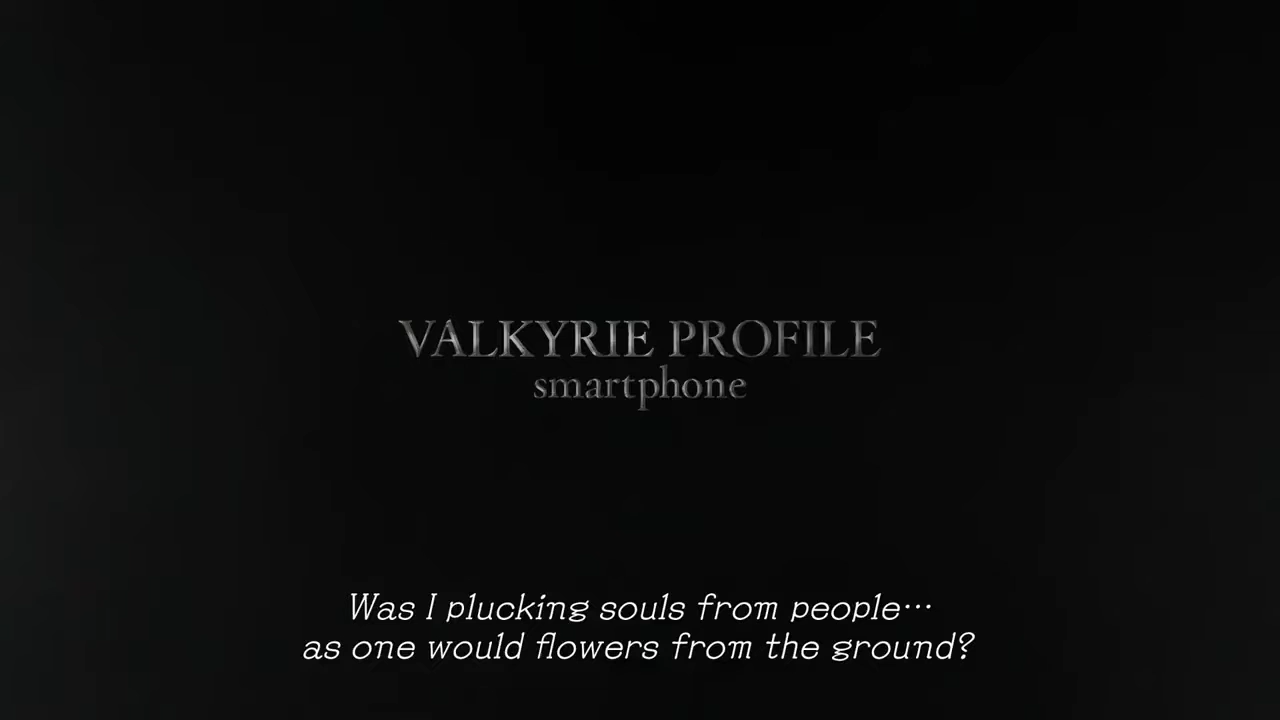 VALKYRIE PROFILE
smartphone
Was I plucking souls from people…
as one would flowers from the ground?